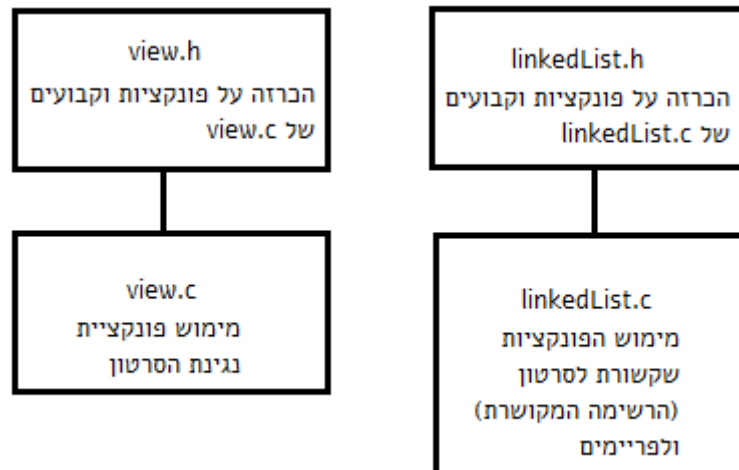 view.h
הכרזה על פונקציות וקבועים
של view.c
linkedList.h
הכרזה על פונקציות וקבועים
של linkedList.c
view.c
מימוש פונקציית
נגינת הסרטון
linkedList.c
מימוש הפונקציות
שקשורת לסרטון
(הרשימה המקושרת)
ולפריימים